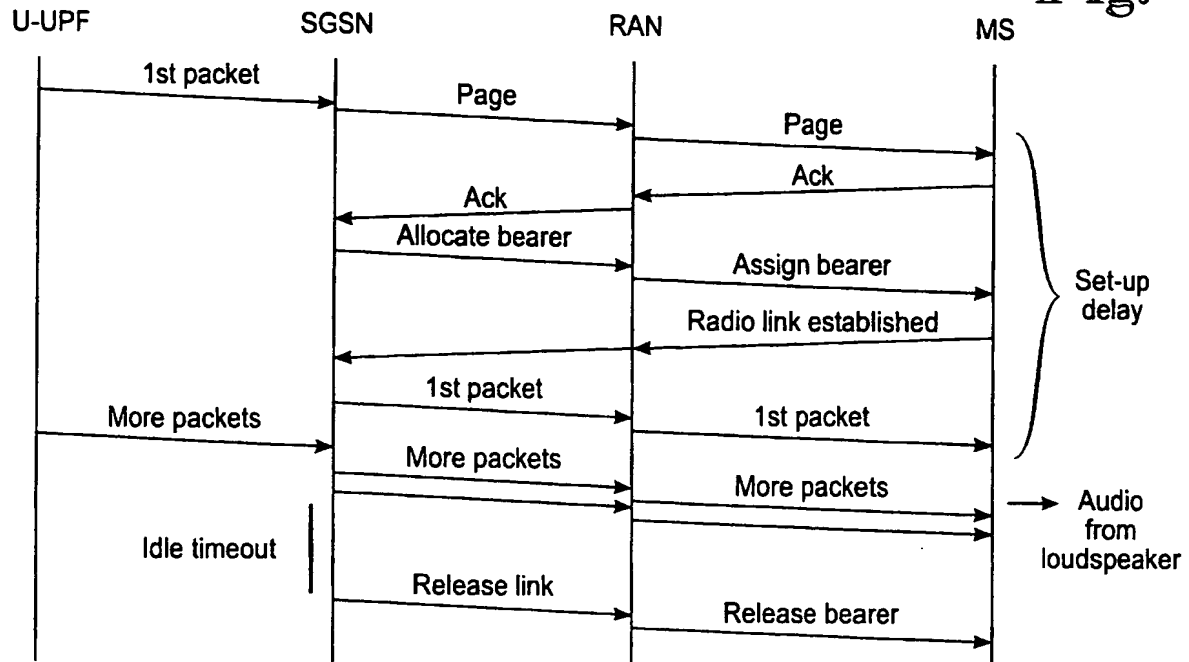 Fig.
U-UPF
SGSN
RAN
MS
1st packet
Page
Page
Ack
Ack
Allocate bearer
Assign bearer
Set-up
delay
Radio link established
1st packet
More packets
1st packet
More packets
More packets
Audio
from
loudspeaker
Idle timeout
Release link
Release bearer